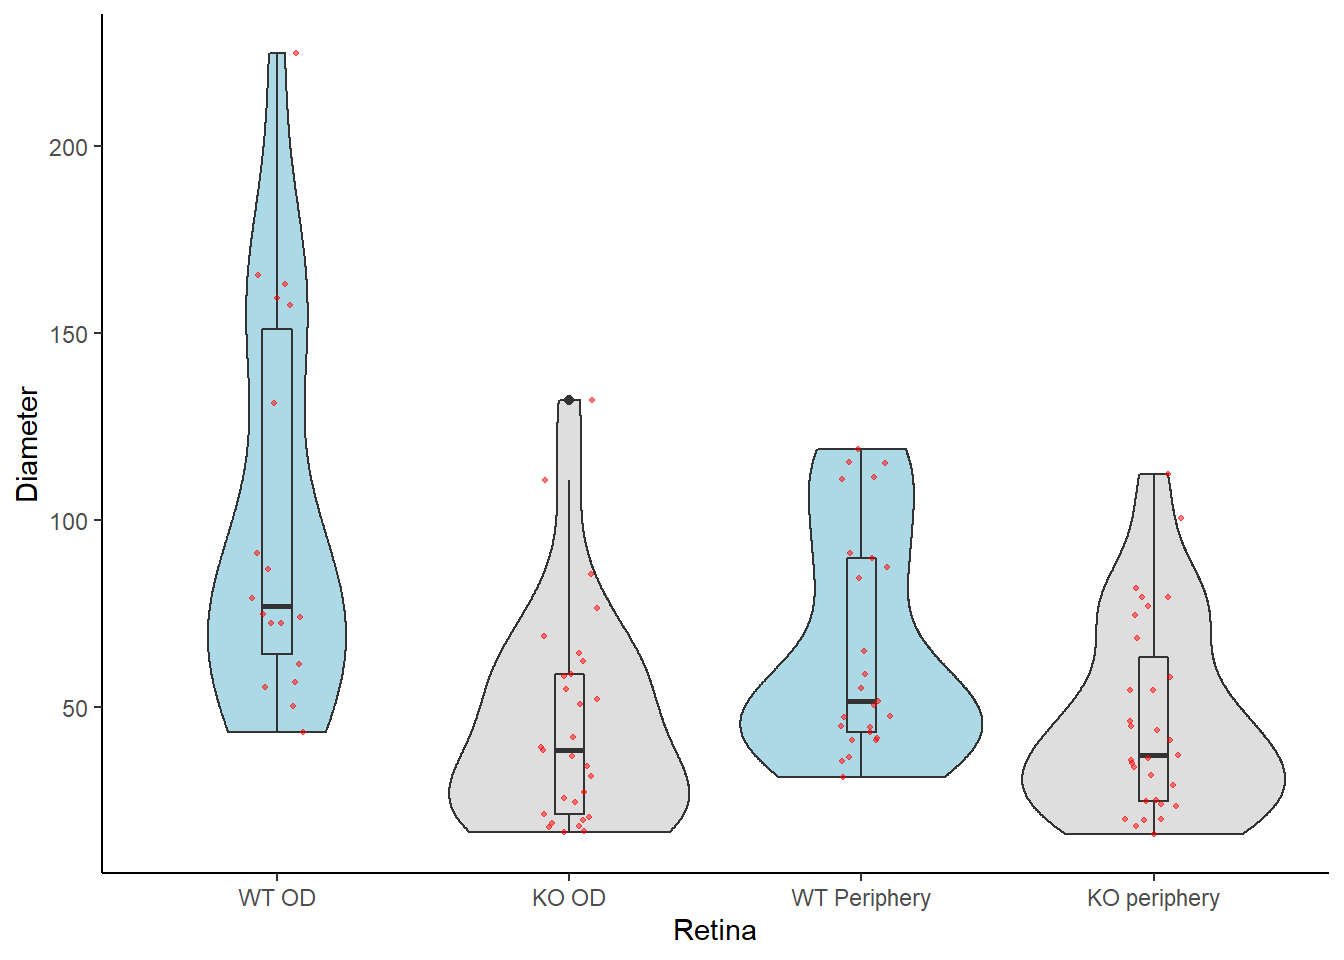 Diameter
200
150
100
50
WT OD
KO OD
WT Periphery
KO periphery
Retina